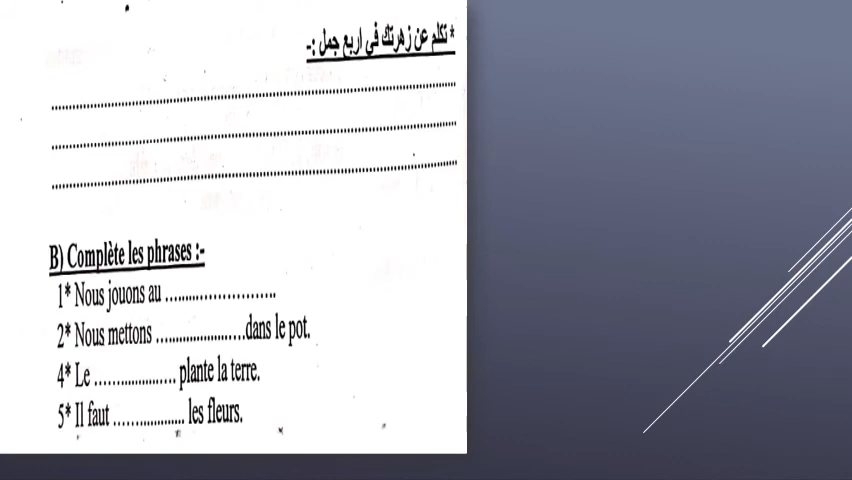 * تكلم عن زهرتك في اربع جمل :-
................................................................
................................................................
................................................................
B) Complète les phrases :-
1* Nous jouons au ............................
2* Nous mettons ......................dans le pot.
4* Le .................... plante la terre.
5* Il faut ................. les fleurs.